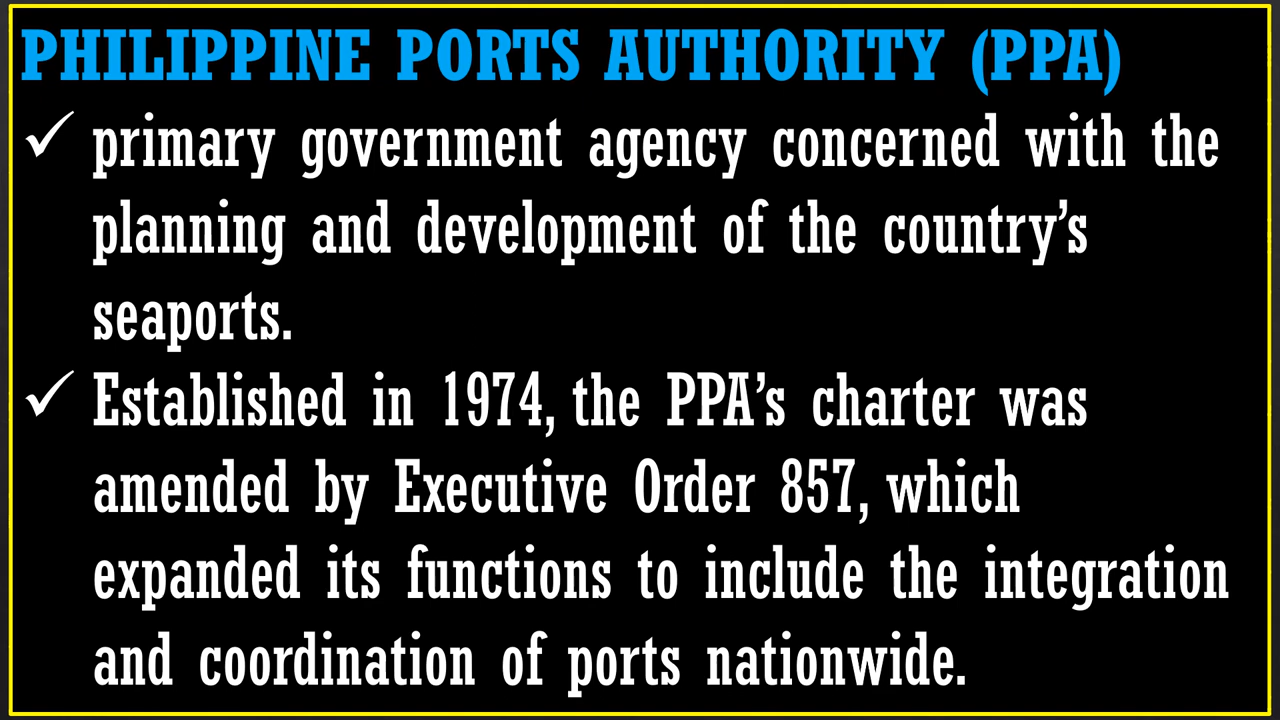 PHILIPPINE PORTS AUTHORITY (PPA)
✓ primary government agency concerned with the
planning and development of the country’s
seaports.
✓ Established in 1974, the PPA’s charter was
amended by Executive Order 857, which
expanded its functions to include the integration
and coordination of ports nationwide.